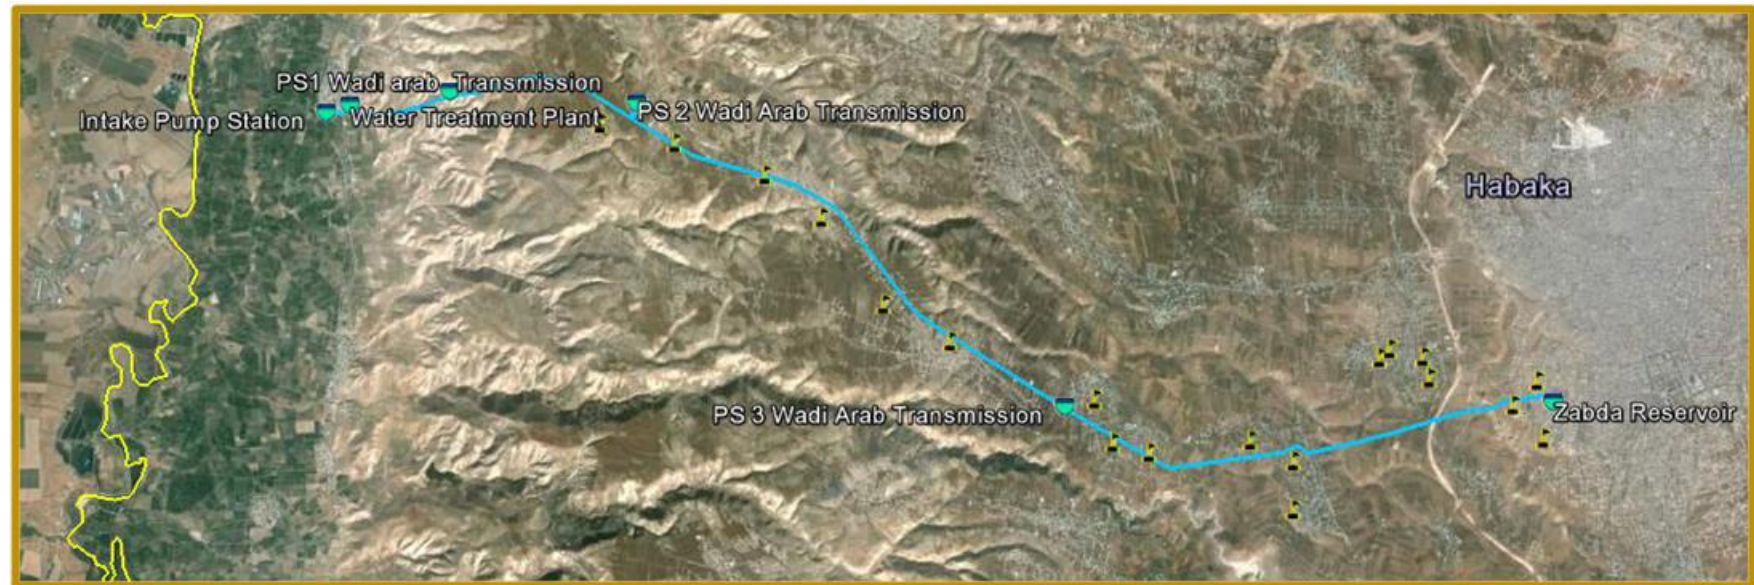 PS1 Wadi arab Transmission
Intake Pump Station
Water Treatment Plant
PS 2 Wadi Arab Transmission
Habaka
PS 3 Wadi Arab Transmission
Zabda Reservoir